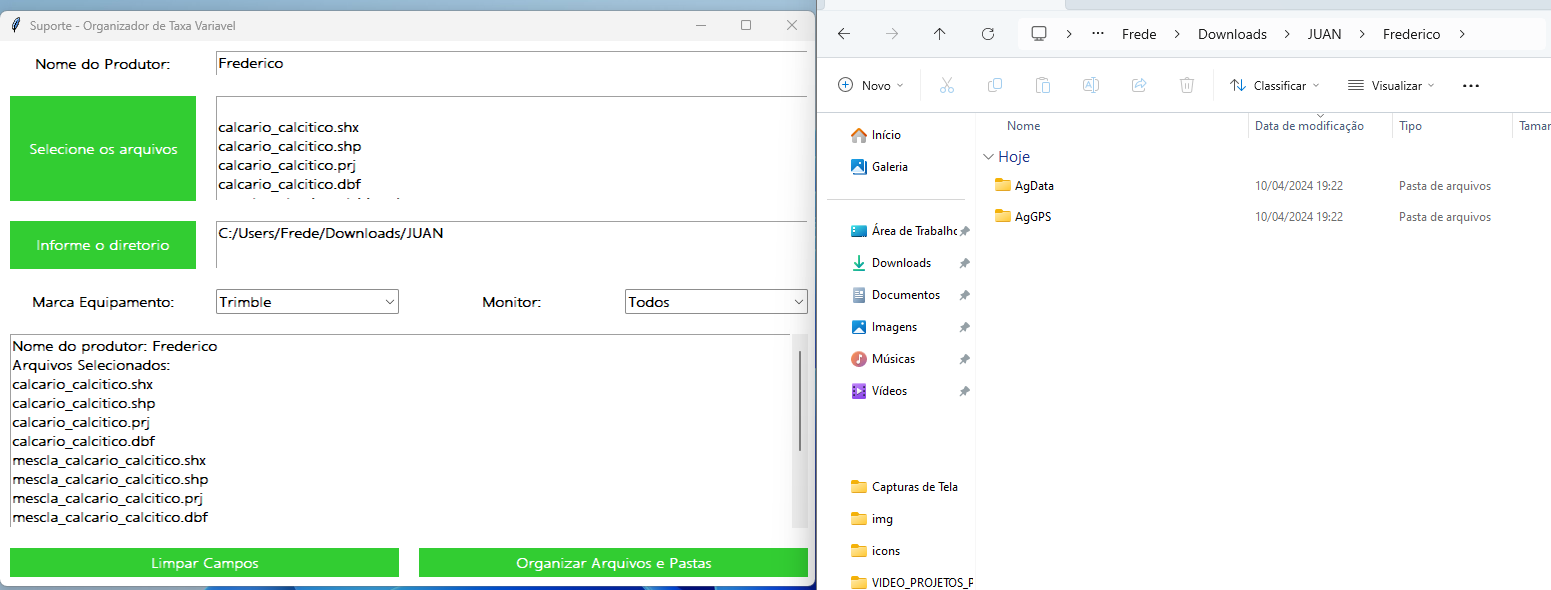 Suporte - Organizador de Taxa Variavel
Nome do Produtor:
Frederico
Selecione os arquivos
calcario_calcitico.shx
calcario_calcitico.shp
calcario_calcitico.prj
calcario_calcitico.dbf
Informe o diretorio
C:/Users/Frede/Downloads/JUAN
Marca Equipamento:
Trimble
Monitor:
Todos
Nome do produtor: Frederico
Arquivos Selecionados:
calcario_calcitico.shx
calcario_calcitico.shp
calcario_calcitico.prj
calcario_calcitico.dbf
mescla_calcario_calcitico.shx
mescla_calcario_calcitico.shp
mescla_calcario_calcitico.prj
mescla_calcario_calcitico.dbf
Limpar Campos
Organizar Arquivos e Pastas
Frede
Downloads
JUAN
Frederico
Novo
Classificar
Visualizar
Início
Galeria
Área de Trabalho
Downloads
Documentos
Imagens
Músicas
Vídeos
Capturas de Tela
img
icons
VIDEO_PROJETOS_P
Nome
Data de modificação
Tipo
Tamar
Hoje
AgData 10/04/2024 19:22 Pasta de arquivos
AgGPS 10/04/2024 19:22 Pasta de arquivos